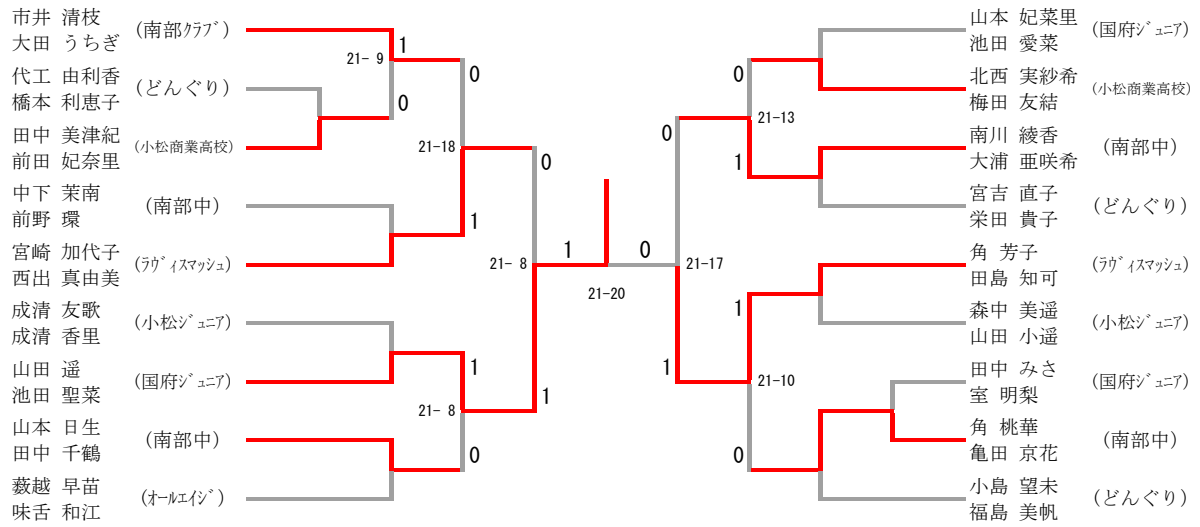 市井 清枝
大田 うちぎ
(南部ｸﾗﾌﾞ)
代工 由利香
橋本 利恵子
(どんぐり)
田中 美津紀
前田 妃奈里
(小松商業高校)
中下 茉南
前野 環
(南部中)
宮崎 加代子
西出 真由美
(ﾗｳﾞｨｽﾏｯｼｭ)
成清 友歌
成清 香里
(小松ｼﾞｭﾆｱ)
山田 遥
池田 聖菜
(国府ｼﾞｭﾆｱ)
山本 日生
田中 千鶴
(南部中)
薮越 早苗
味舌 和江
(ｵｰﾙｴｲｼﾞ)
21- 9
1
0
0
21-18
1
1
21- 8
0
0
21- 8
1
1
0
21-20
0
21-17
1
0
21-13
1
1
21-10
0
山本 妃菜里
池田 愛菜
(国府ｼﾞｭﾆｱ)
北西 実紗希
梅田 友結
(小松商業高校)
南川 綾香
大浦 亜咲希
(南部中)
宮吉 直子
栄田 貴子
(どんぐり)
角 芳子
田島 知可
(ﾗｳﾞｨｽﾏｯｼｭ)
森中 美遥
山田 小遥
(小松ｼﾞｭﾆｱ)
田中 みさ
室 明梨
(国府ｼﾞｭﾆｱ)
角 桃華
亀田 京花
(南部中)
小島 望未
福島 美帆
(どんぐり)